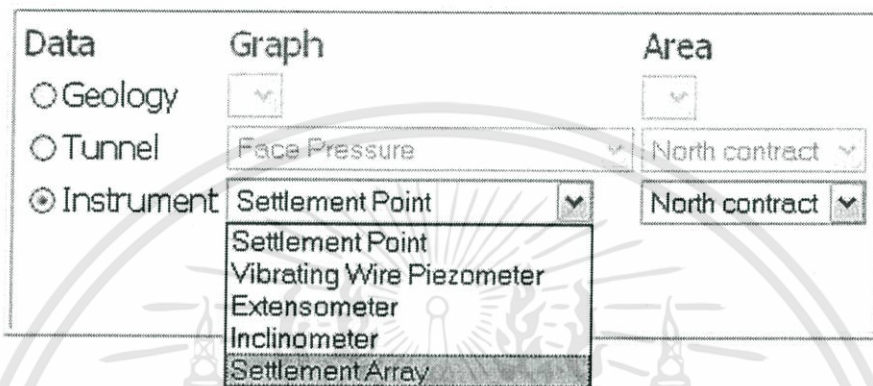 Data Graph Area
Geology
Tunnel Face Pressure North contract
Instrument Settlement Point North contract
Settlement Point
Vibrating Wire Piezometer
Extensometer
Inclinometer
Settlement Array